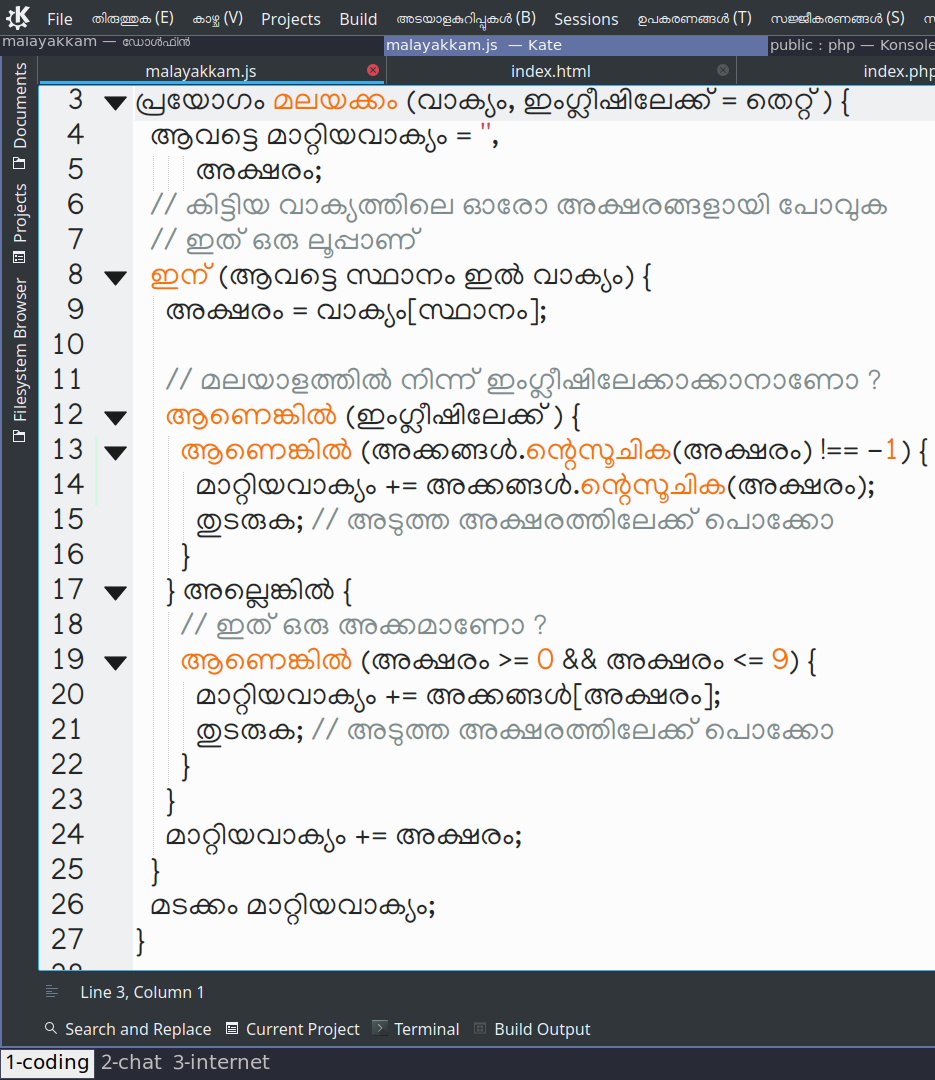 File തിരുത്തുക (E) കാഴ്ച (V) Projects Build അടയാളകുറിപ്പുകൾ (B) Sessions ഉപകരണങ്ങൾ (T) സജ്ജീകരണങ്ങൾ (S)
malayakkam — ഡോൾഫിൻ malayakkam.js — Kate public : php — Konsole
malayakkam.js index.html index.php
Documents
Projects
Filesystem Browser
3 പ്രയോഗം മലയക്കം (വാക്യം, ഇംഗ്ലീഷിലേക്ക് = തെറ്റ്) {
4 ആവട്ടെ മാറ്റിയവാക്യം = '',
5 അക്ഷരം;
6 // കിട്ടിയ വാക്യത്തിലെ ഓരോ അക്ഷരങ്ങളായി പോവുക
7 // ഇത് ഒരു ലൂപ്പാണ്
8 ഇന് (ആവട്ടെ സ്ഥാനം ഇൽ വാക്യം) {
9 അക്ഷരം = വാക്യം[സ്ഥാനം];
10
11 // മലയാളത്തിൽ നിന്ന് ഇംഗ്ലീഷിലേക്കാക്കാനാണോ ?
12 ആണെങ്കിൽ (ഇംഗ്ലീഷിലേക്ക്) {
13 ആണെങ്കിൽ (അക്കങ്ങൾ.ന്റെസൂചിക(അക്ഷരം) !== −1) {
14 മാറ്റിയവാക്യം += അക്കങ്ങൾ.ന്റെസൂചിക(അക്ഷരം);
15 തുടരുക; // അടുത്ത അക്ഷരത്തിലേക്ക് പൊക്കോ
16 }
17 } അല്ലെങ്കിൽ {
18 // ഇത് ഒരു അക്കമാണോ ?
19 ആണെങ്കിൽ (അക്ഷരം >= 0 && അക്ഷരം <= 9) {
20 മാറ്റിയവാക്യം += അക്കങ്ങൾ[അക്ഷരം];
21 തുടരുക; // അടുത്ത അക്ഷരത്തിലേക്ക് പൊക്കോ
22 }
23 }
24 മാറ്റിയവാക്യം += അക്ഷരം;
25 }
26 മടക്കം മാറ്റിയവാക്യം;
27 }
Line 3, Column 1
Search and Replace Current Project Terminal Build Output
1-coding 2-chat 3-internet